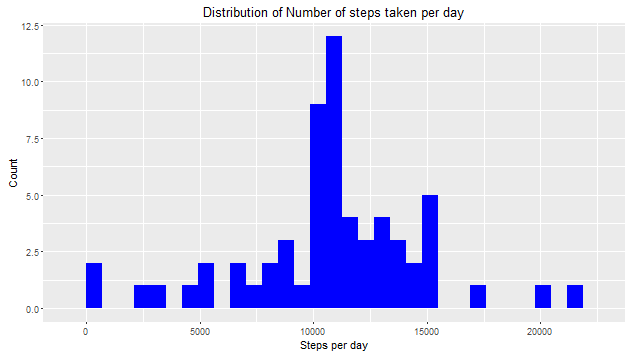 Distribution of Number of steps taken per day
12.5
10.0
7.5
5.0
2.5
0.0
Count
0 5000 10000 15000 20000
Steps per day